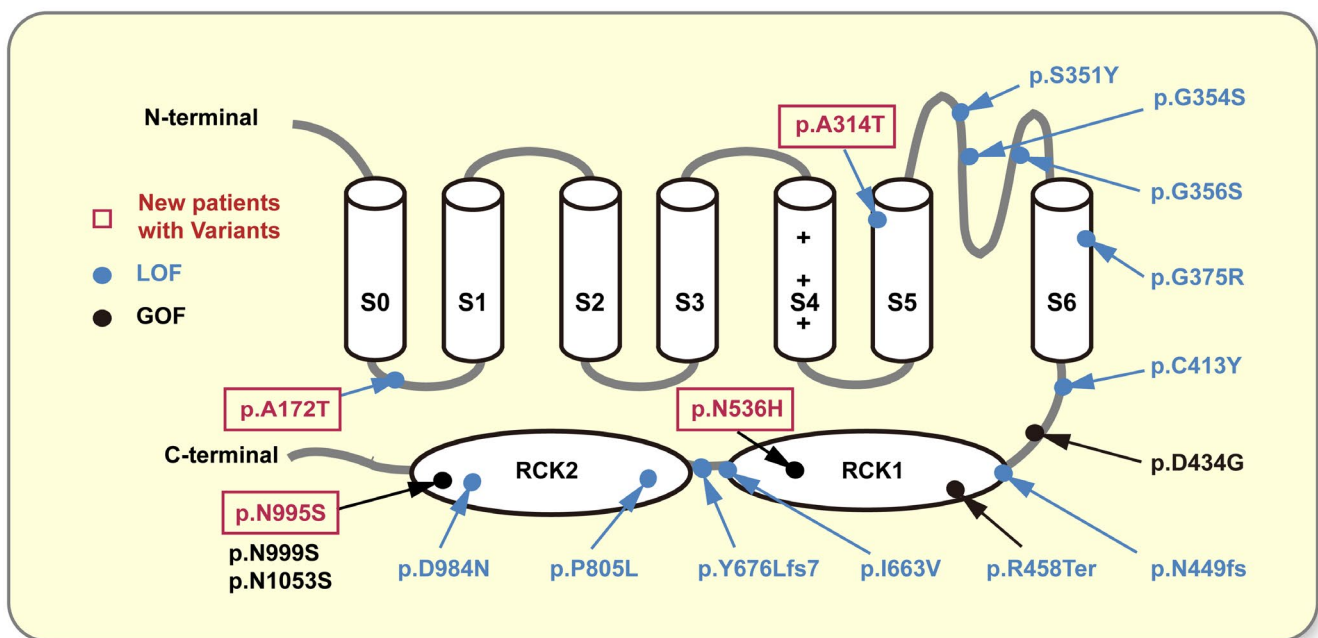 p.S351Y
p.G354S
N-terminal
p.A314T
p.G356S
New patients
with Variants
+
LOF
+
p.G375R
S0
S1
S2
S3
S4
S5
S6
GOF
+
p.C413Y
p.A172T
p.N536H
C-terminal
RCK2
RCK1
p.D434G
p.N995S
p.N999S
p.N1053S
p.D984N
p.P805L
p.Y676Lfs7
p.I663V
p.R458Ter
p.N449fs